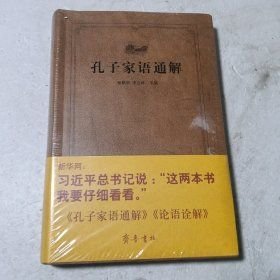 孔子家语通解
主编
新华网：
习近平总书记说：“这两本书
我要仔细看看。”
《孔子家语通解》《论语诠解》
齐鲁书社